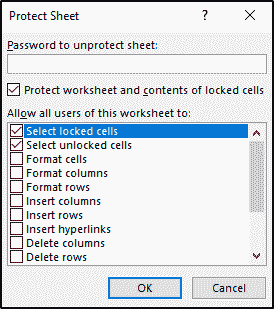 Protect Sheet ? ×
Password to unprotect sheet:
Protect worksheet and contents of locked cells
Allow all users of this worksheet to:
Select locked cells
Select unlocked cells
Format cells
Format columns
Format rows
Insert columns
Insert rows
Insert hyperlinks
Delete columns
Delete rows
OK Cancel